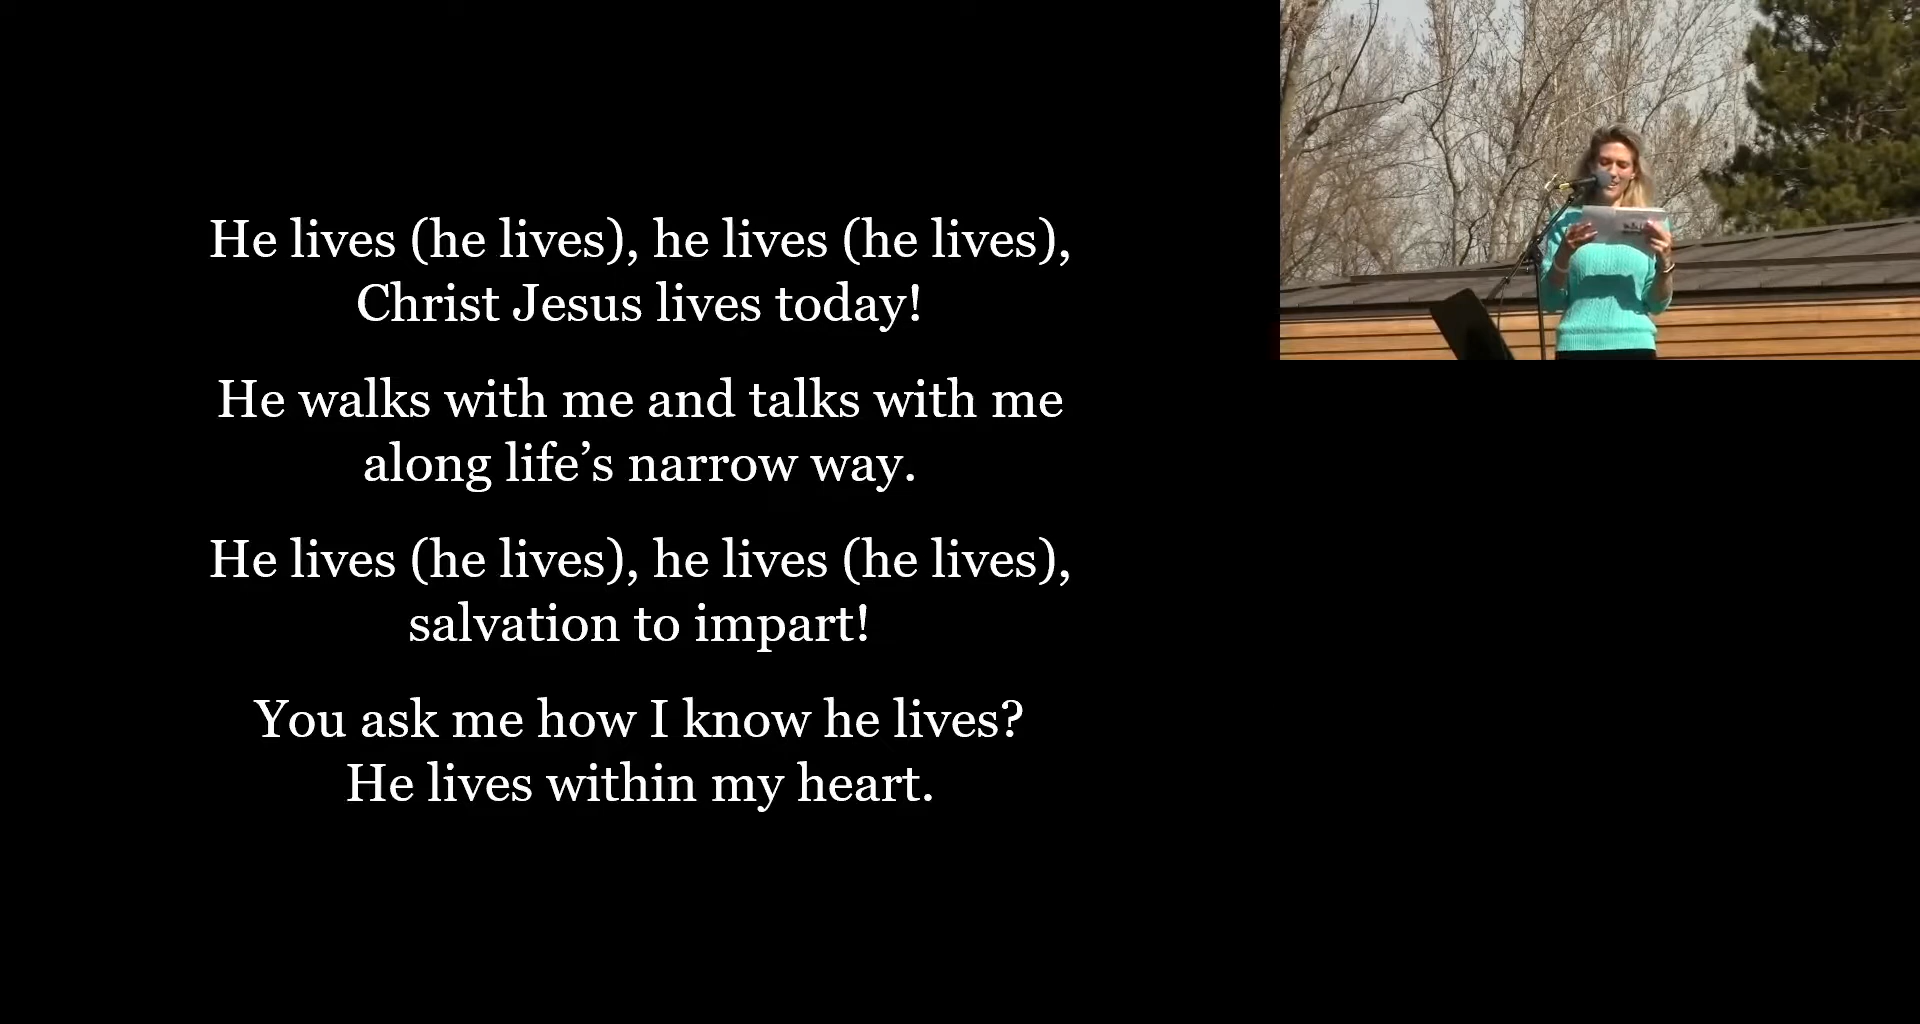 He lives (he lives), he lives (he lives),
Christ Jesus lives today!
He walks with me and talks with me
along life’s narrow way.
He lives (he lives), he lives (he lives),
salvation to impart!
You ask me how I know he lives?
He lives within my heart.